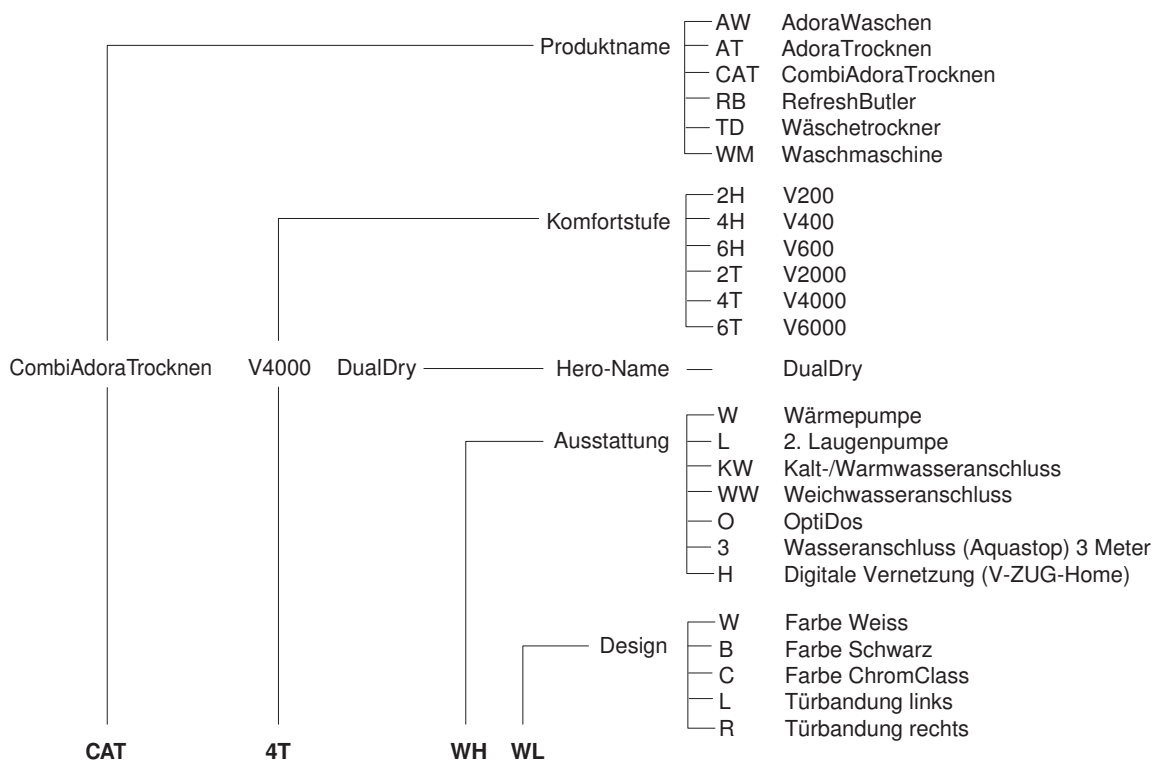 AW AdoraWaschen
Produktname AT AdoraTrocknen
CAT CombiAdoraTrocknen
RB RefreshButler
TD Wäschetrockner
WM Waschmaschine
2H V200
Komfortstufe 4H V400
6H V600
2T V2000
4T V4000
6T V6000
CombiAdoraTrocknen V4000 DualDry Hero-Name DualDry
W Wärmepumpe
Ausstattung L 2. Laugenpumpe
KW Kalt-/Warmwasseranschluss
WW Weichwasseranschluss
O OptiDos
3 Wasseranschluss (Aquastop) 3 Meter
H Digitale Vernetzung (V-ZUG-Home)
W Farbe Weiss
Design B Farbe Schwarz
C Farbe ChromClass
L Türbandung links
R Türbandung rechts
CAT 4T WH WL